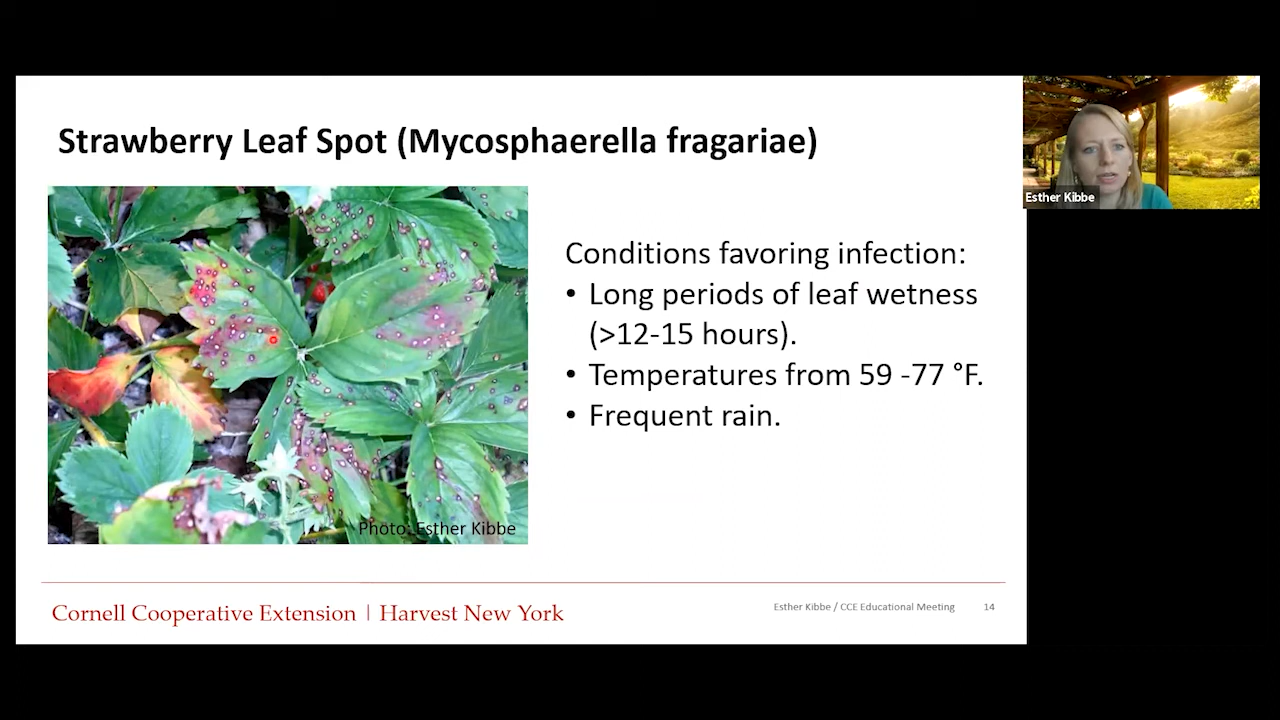 Strawberry Leaf Spot (Mycosphaerella fragariae)
Esther Kibbe
Conditions favoring infection:
• Long periods of leaf wetness
(>12-15 hours).
• Temperatures from 59 -77 °F.
• Frequent rain.
Photo: Esther Kibbe
Cornell Cooperative Extension | Harvest New York
Esther Kibbe / CCE Educational Meeting 14